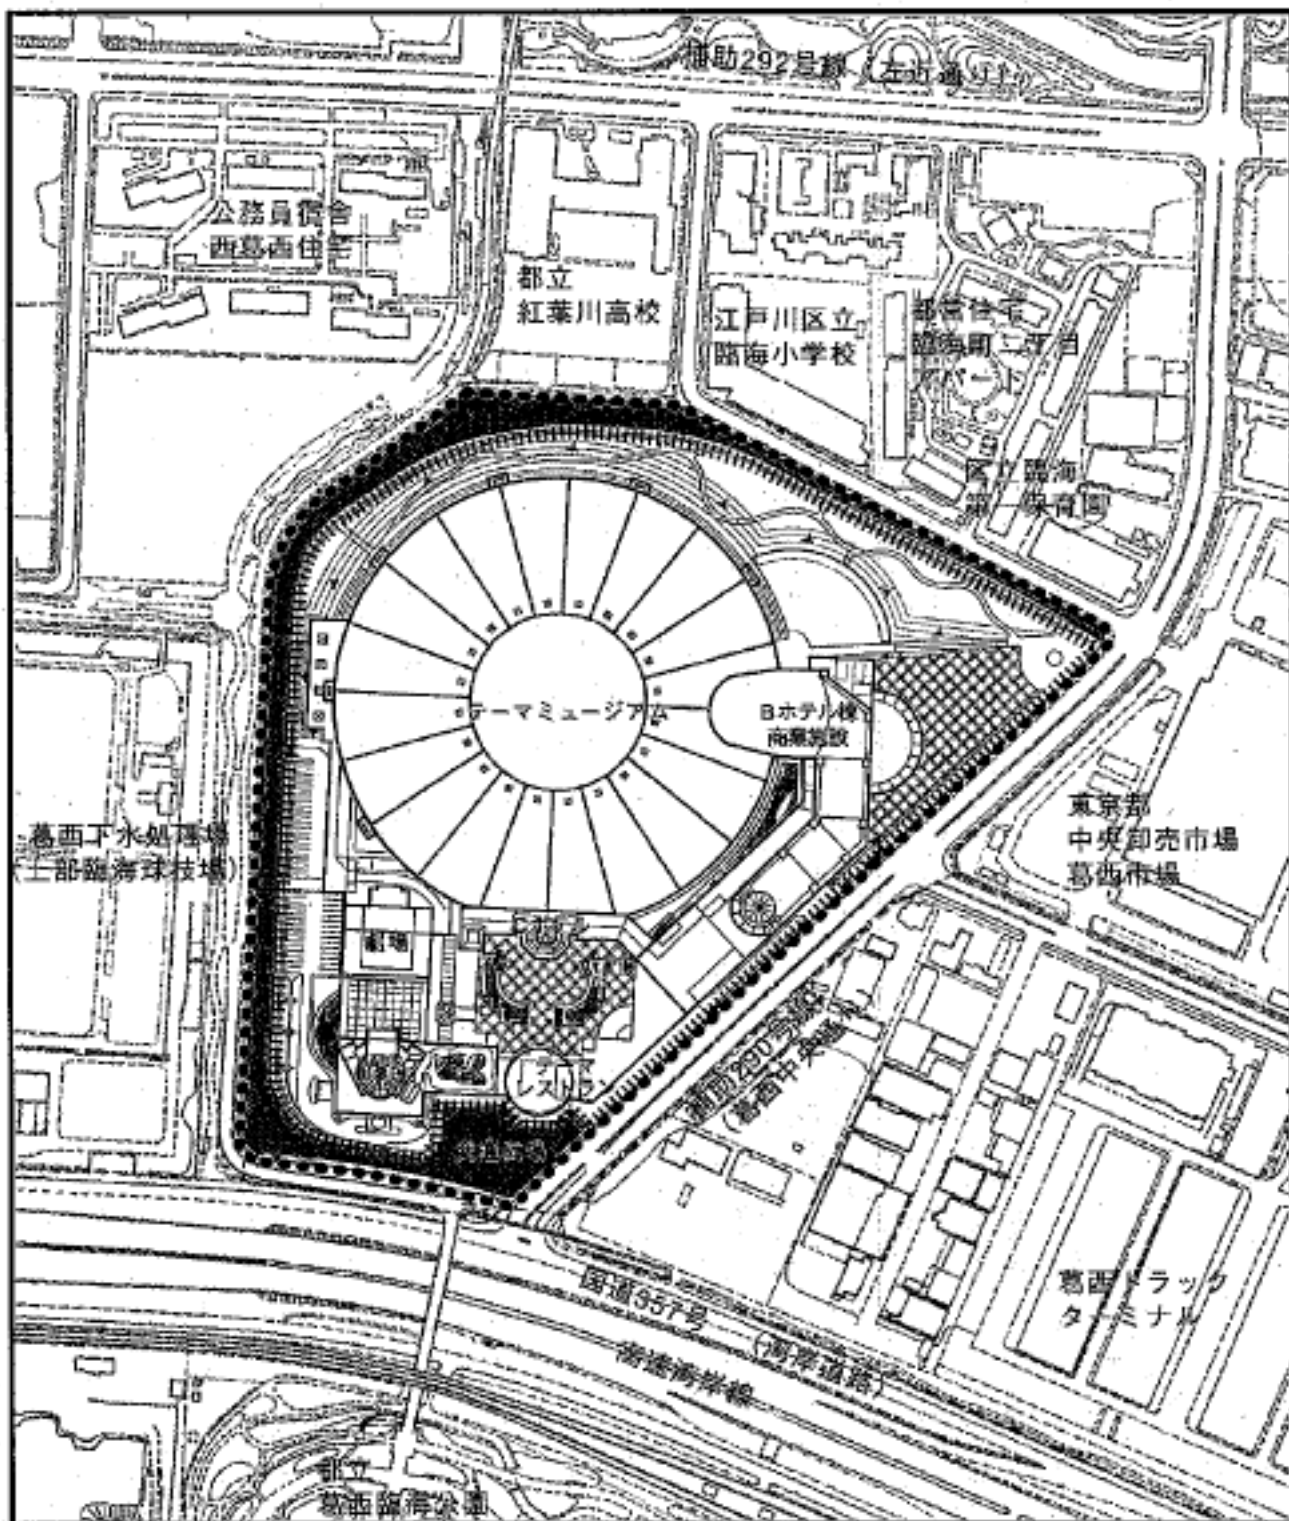 補助292号線（左近通り）
公務員宿舎
西葛西住宅
都立
紅葉川高校
江戸川区立
臨海小学校
都営住宅
臨海町二丁目
アパート
区立臨海
第一保育園
テーマミュージアム
Bホテル棟
商業施設
東京都
中央卸売市場
葛西市場
葛西下水処理場
（上部臨海球技場）
劇場
テーマ
レストラン
補助290号線
（葛西中央通り）
葛西トラック
ターミナル
国道357号（湾岸道路）
高速湾岸線
都立
葛西臨海公園